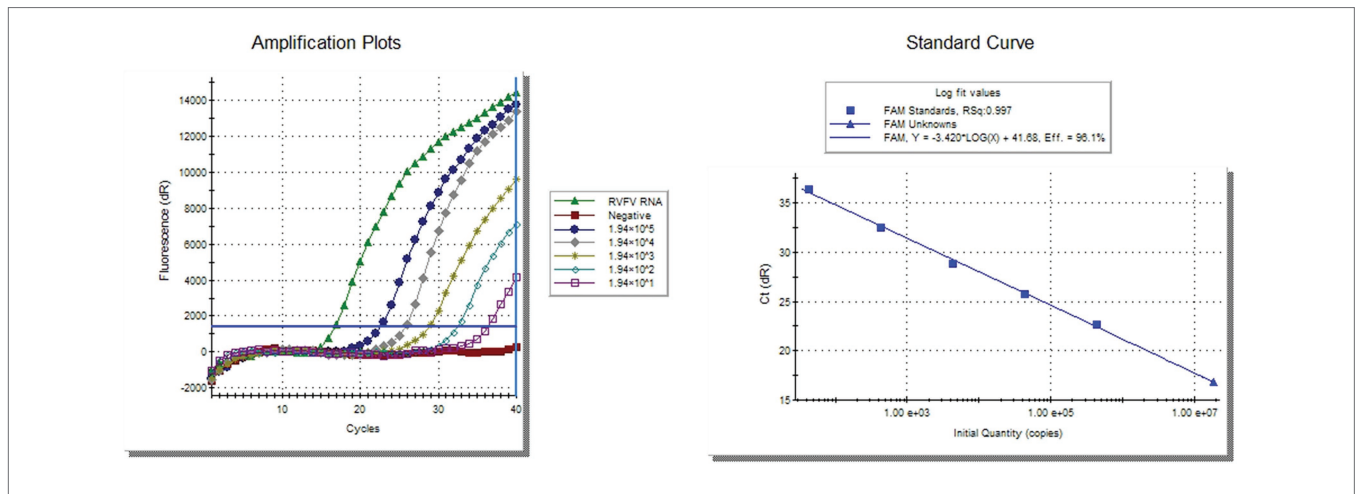 Amplification Plots
Fluorescence (dR)
14000
12000
10000
8000
6000
4000
2000
0
-2000
10
20
30
40
Cycles
RVFV RNA
Negative
1.94×10^5
1.94×10^4
1.94×10^3
1.94×10^2
1.94×10^1
Standard Curve
Log fit values
FAM Standards, RSq:0.997
FAM Unknowns
FAM, Y = -3.420*LOG(X) + 41.68, Eff. = 96.1%
Ct (dR)
35
30
25
20
15
1.00 e+03
1.00 e+05
1.00 e+07
Initial Quantity (copies)